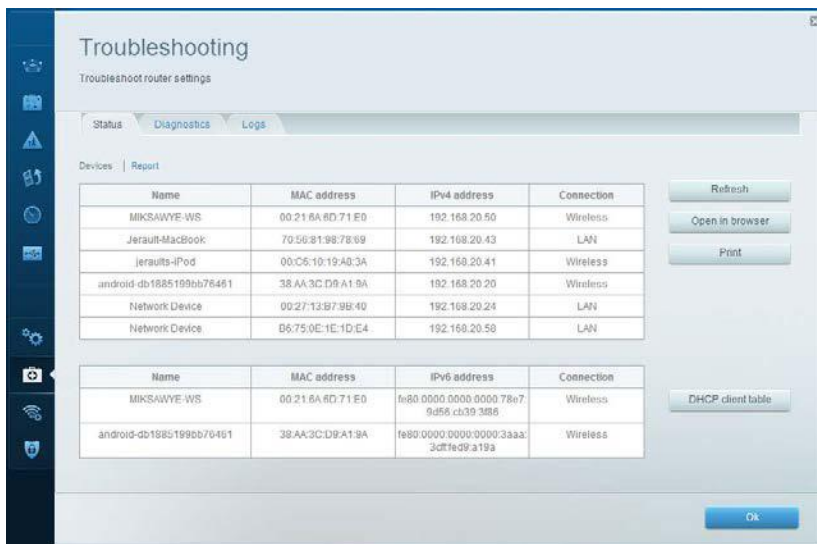 Troubleshooting
Troubleshoot router settings
Status Diagnostics Logs
Devices | Report
Name MAC address IPv4 address Connection
MIKSAWYE-WS 00:21:6A:6D:71:E0 192.168.20.50 Wireless
Jerault-MacBook 70:56:81:98:78:69 192.168.20.43 LAN
jeraults-iPod 00:C6:10:19:A0:3A 192.168.20.41 Wireless
android-db1885199bb76461 38:AA:3C:D9:A1:9A 192.168.20.20 Wireless
Network Device 00:27:13:B7:9B:40 192.168.20.24 LAN
Network Device D6:75:0E:1E:1D:E4 192.168.20.58 LAN
Refresh
Open in browser
Print
Name MAC address IPv6 address Connection
MIKSAWYE-WS 00:21:6A:6D:71:E0 fe80:0000:0000:0000:78e7: Wireless
9d56:cb39:3f86
android-db1885199bb76461 38:AA:3C:D9:A1:9A fe80:0000:0000:0000:3aaa: Wireless
3cff:fed9:a19a
DHCP client table
Ok